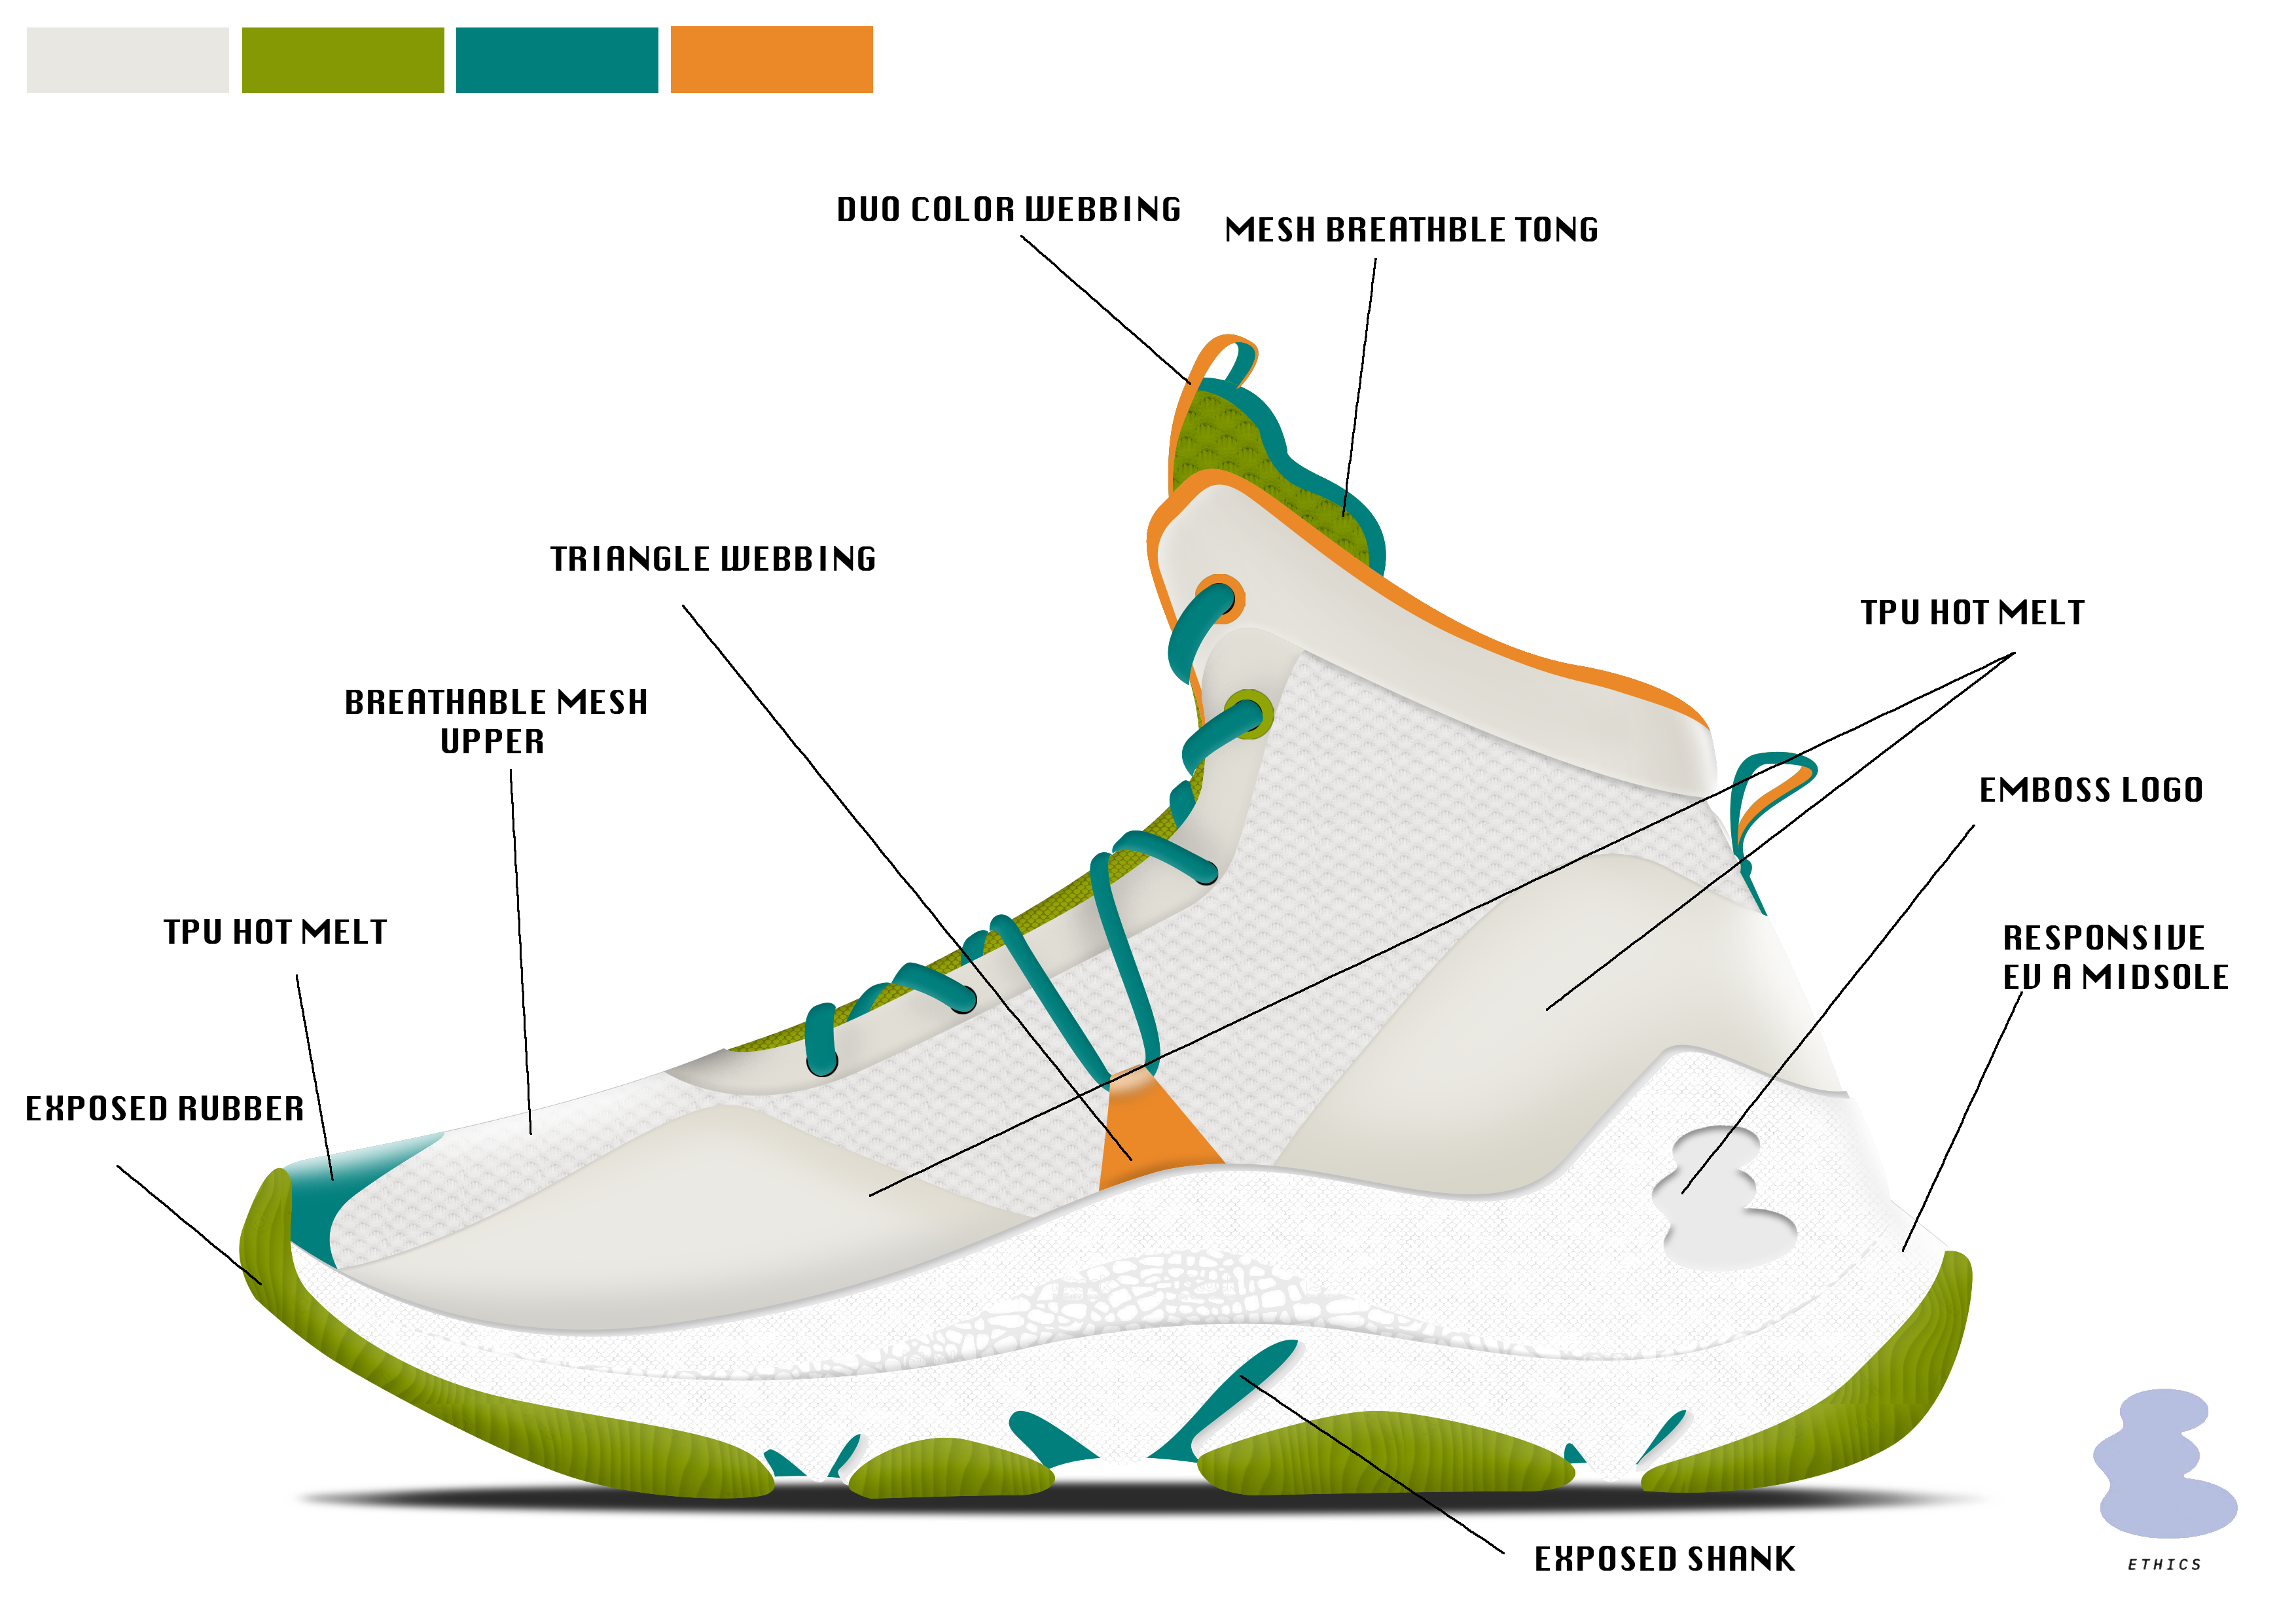 DUO COLOR WEBBING
MESH BREATHBLE TONG
TRIANGLE WEBBING
TPU HOT MELT
BREATHABLE MESH
UPPER
EMBOSS LOGO
TPU HOT MELT
RESPONSIVE
EV A MIDSOLE
EXPOSED RUBBER
EXPOSED SHANK
ETHICS